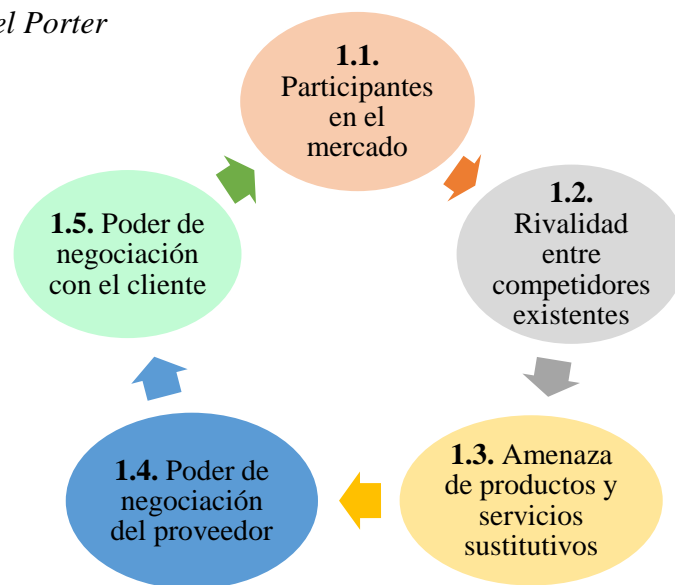 el Porter
1.1.
Participantes
en el
mercado
1.2.
Rivalidad
entre
competidores
existentes
1.3. Amenaza
de productos y
servicios
sustitutivos
1.4. Poder de
negociación
del proveedor
1.5. Poder de
negociación
con el cliente